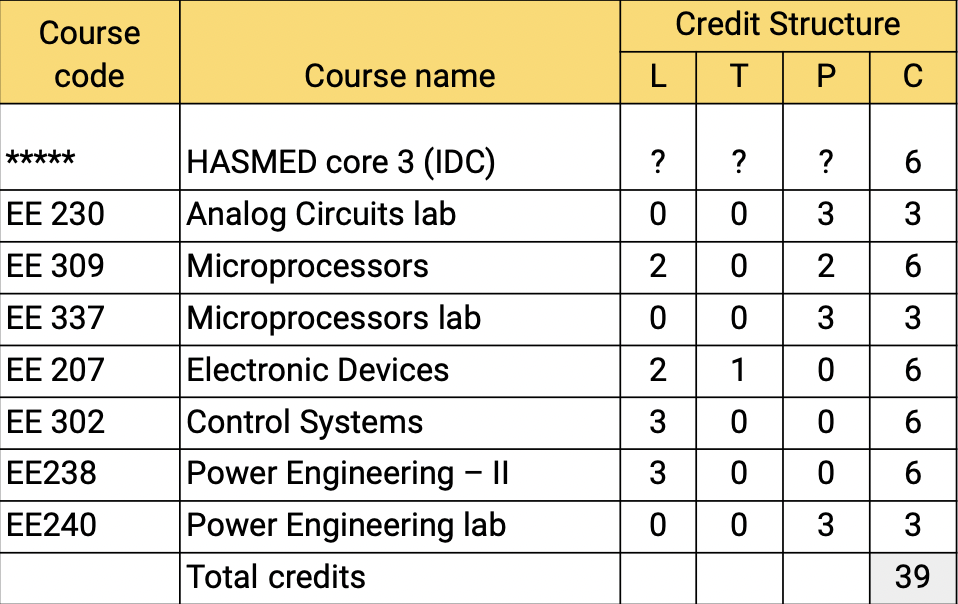 Course code Course name Credit Structure
L T P C
***** HASMED core 3 (IDC) ? ? ? 6
EE 230 Analog Circuits lab 0 0 3 3
EE 309 Microprocessors 2 0 2 6
EE 337 Microprocessors lab 0 0 3 3
EE 207 Electronic Devices 2 1 0 6
EE 302 Control Systems 3 0 0 6
EE238 Power Engineering – II 3 0 0 6
EE240 Power Engineering lab 0 0 3 3
Total credits 39